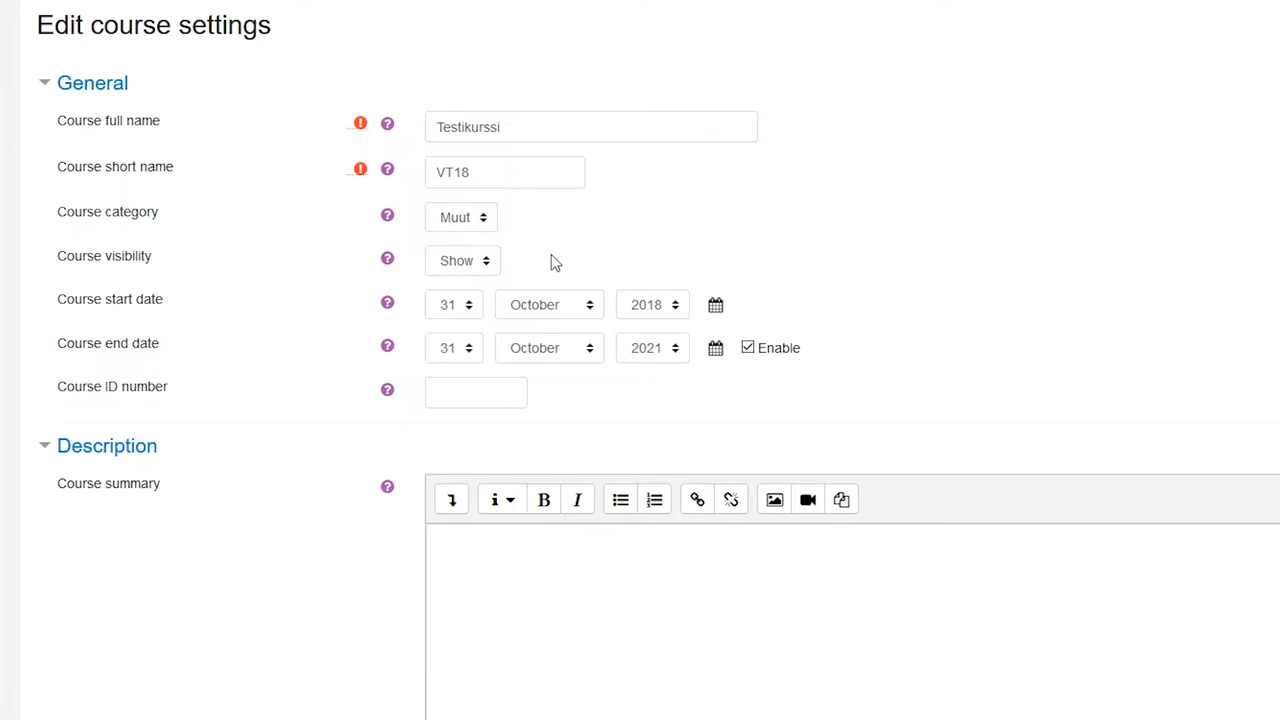 Edit course settings
General
Course full name Testikurssi
Course short name VT18
Course category Muut
Course visibility Show
Course start date 31 October 2018
Course end date 31 October 2021 Enable
Course ID number
Description
Course summary
B I